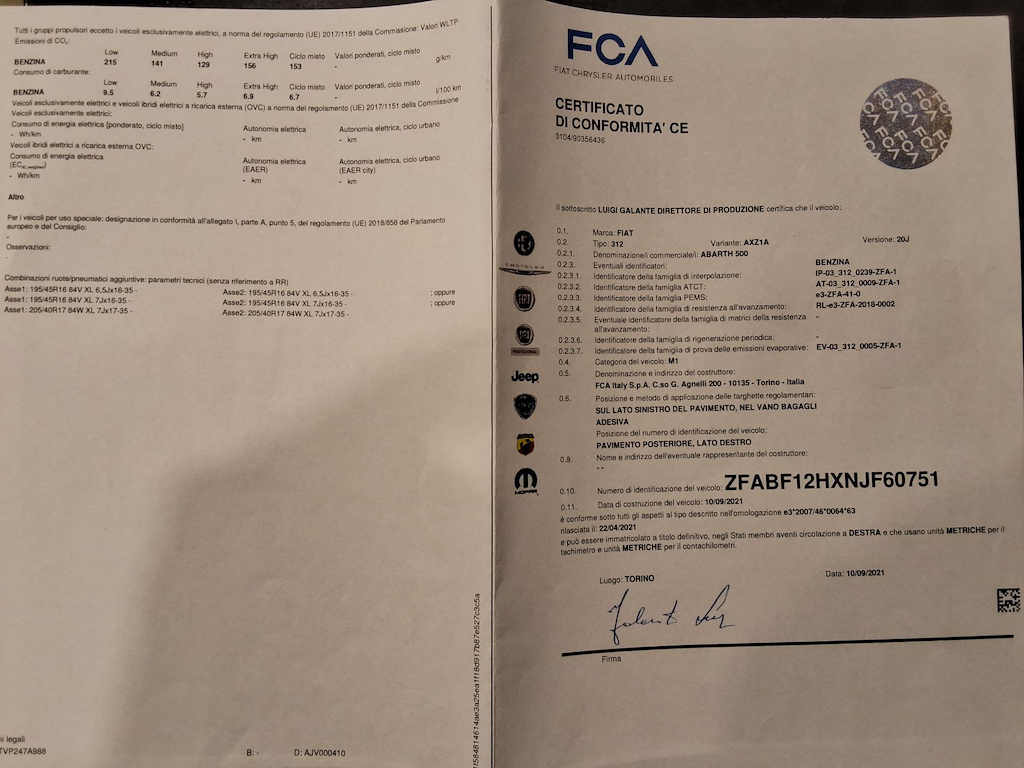 Tutti i gruppi propulsori eccetto i veicoli esclusivamente elettrici, a norma del regolamento (UE) 2017/1151 della Commissione: Valori WLTP
Emissioni di CO2:
Low Medium High Extra High Ciclo misto Valori ponderati, ciclo misto
BENZINA 215 141 129 156 153 - g/km
Consumo di carburante:
Low Medium High Extra High Ciclo misto Valori ponderati, ciclo misto
BENZINA 9.5 6.2 5.7 6.9 6.7 - l/100 km
Veicoli esclusivamente elettrici e veicoli ibridi elettrici a ricarica esterna (OVC) a norma del regolamento (UE) 2017/1151 della Commissione
Veicoli esclusivamente elettrici:
Consumo di energia elettrica [ponderato, ciclo misto] Autonomia elettrica Autonomia elettrica, ciclo urbano
- Wh/km - km - km
Veicoli ibridi elettrici a ricarica esterna OVC:
Consumo di energia elettrica Autonomia elettrica Autonomia elettrica, ciclo urbano
(EAER) (EAER city)
- Wh/km - km - km
Altro
Per i veicoli per uso speciale: designazione in conformità all'allegato I, parte A, punto 5, del regolamento (UE) 2018/858 del Parlamento
europeo e del Consiglio:
-
Osservazioni:
-
Combinazioni ruote/pneumatici aggiuntive: parametri tecnici (senza riferimento a RR)
Asse1: 195/45R16 84V XL 6,5Jx16-35 - Asse2: 195/45R16 84V XL 6,5Jx16-35 - ; oppure
Asse1: 195/45R16 84V XL 7Jx16-35 - Asse2: 195/45R16 84V XL 7Jx16-35 - ; oppure
Asse1: 205/40R17 84W XL 7Jx17-35 - Asse2: 205/40R17 84W XL 7Jx17-35 -
ni legali
TVP247A988 B: - D: AJV000410
FCA
FIAT CHRYSLER AUTOMOBILES
CERTIFICATO
DI CONFORMITA' CE
3104/90356436
Il sottoscritto LUIGI GALANTE DIRETTORE DI PRODUZIONE certifica che il veicolo:
0.1. Marca: FIAT
0.2. Tipo: 312 Variante: AXZ1A Versione: 20J
0.2.1. Denominazione/i commerciale/i: ABARTH 500
0.2.3. Eventuali identificatori: BENZINA
0.2.3.1. Identificatore della famiglia di interpolazione: IP-03_312_0239-ZFA-1
0.2.3.2. Identificatore della famiglia ATCT: AT-03_312_0009-ZFA-1
0.2.3.3. Identificatore della famiglia PEMS: e3-ZFA-41-0
0.2.3.4. Identificatore della famiglia di resistenza all'avanzamento: RL-e3-ZFA-2018-0002
0.2.3.5. Eventuale identificatore della famiglia di matrici della resistenza -
all'avanzamento:
0.2.3.6. Identificatore della famiglia di rigenerazione periodica: -
0.2.3.7. Identificatore della famiglia di prova delle emissioni evaporative: EV-03_312_0005-ZFA-1
0.4. Categoria del veicolo: M1
0.5. Denominazione e indirizzo del costruttore:
FCA Italy S.p.A. C.so G. Agnelli 200 - 10135 - Torino - Italia
0.6. Posizione e metodo di applicazione delle targhette regolamentari:
SUL LATO SINISTRO DEL PAVIMENTO, NEL VANO BAGAGLI
ADESIVA
Posizione del numero di identificazione del veicolo:
PAVIMENTO POSTERIORE, LATO DESTRO
0.9. Nome e indirizzo dell'eventuale rappresentante del costruttore:
--
0.10. Numero di identificazione del veicolo: ZFABF12HXNJF60751
0.11. Data di costruzione del veicolo: 10/09/2021
è conforme sotto tutti gli aspetti al tipo descritto nell'omologazione e3*2007/46*0064*63
rilasciata il: 22/04/2021
e può essere immatricolato a titolo definitivo, negli Stati membri aventi circolazione a DESTRA e che usano unità METRICHE per il
tachimetro e unità METRICHE per il contachilometri.
Luogo: TORINO Data: 10/09/2021
Firma
CHRYSLER
FIAT
PROFESSIONAL
Jeep
MOPAR